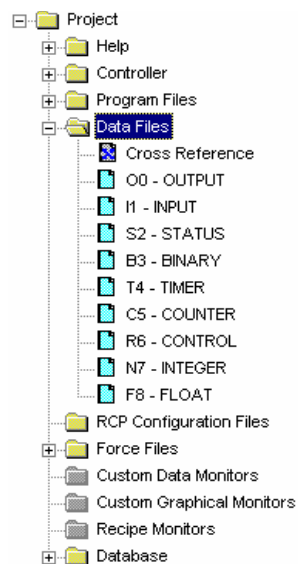 Project
Help
Controller
Program Files
Data Files
Cross Reference
O0 - OUTPUT
I1 - INPUT
S2 - STATUS
B3 - BINARY
T4 - TIMER
C5 - COUNTER
R6 - CONTROL
N7 - INTEGER
F8 - FLOAT
RCP Configuration Files
Force Files
Custom Data Monitors
Custom Graphical Monitors
Recipe Monitors
Database